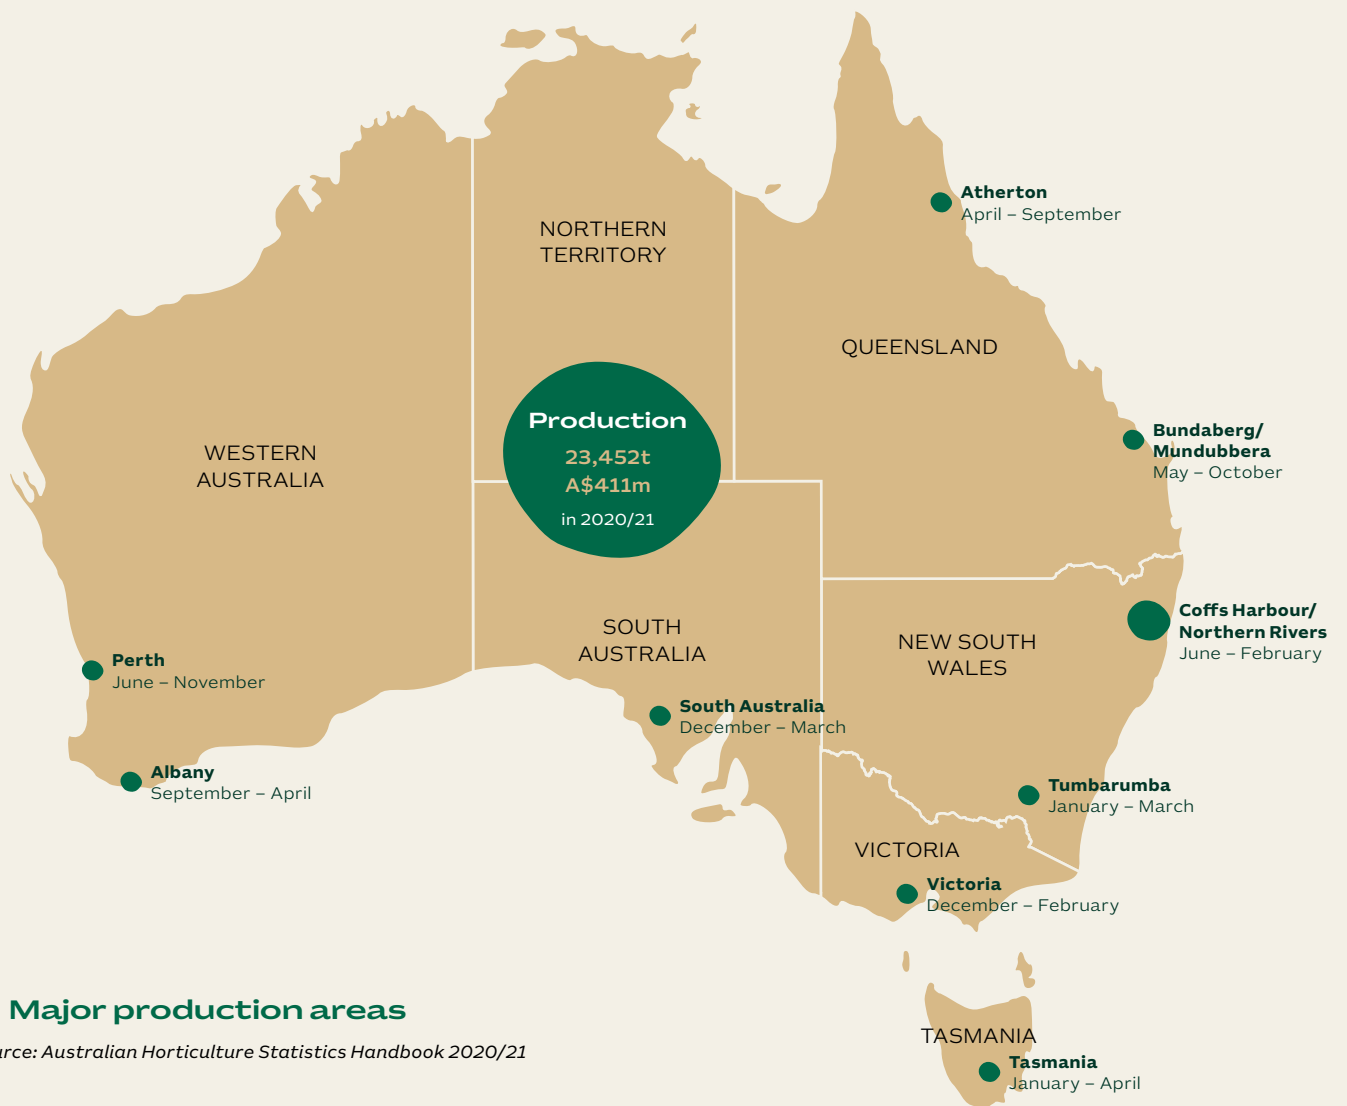 Atherton
April – September
NORTHERN
TERRITORY
QUEENSLAND
Production
23,452t
A$411m
in 2020/21
Bundaberg/
Mundubbera
May – October
WESTERN
AUSTRALIA
Coffs Harbour/
Northern Rivers
June – February
SOUTH
AUSTRALIA
NEW SOUTH
WALES
Perth
June – November
South Australia
December – March
Albany
September – April
Tumbarumba
January – March
VICTORIA
Victoria
December – February
Major production areas
TASMANIA
Australian Horticulture Statistics Handbook 2020/21
Tasmania
January – April